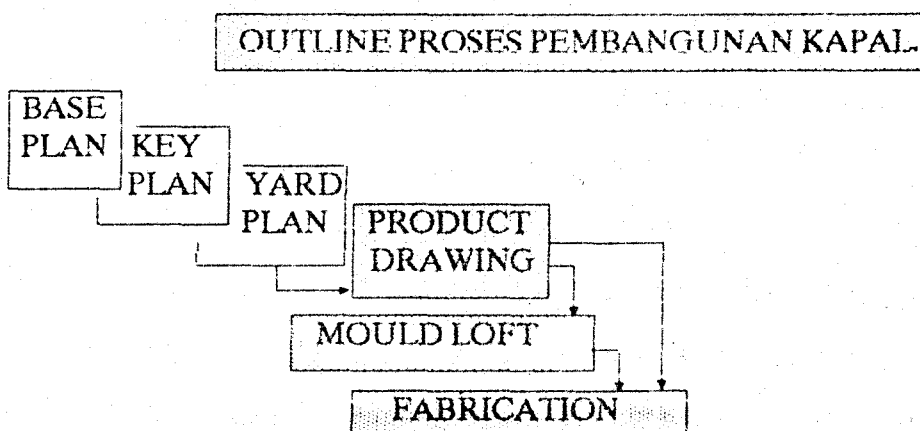 OUTLINE PROSES PEMBANGUNAN KAPAL.
BASE
PLAN
KEY
PLAN
YARD
PLAN
PRODUCT
DRAWING
MOULD LOFT
FABRICATION